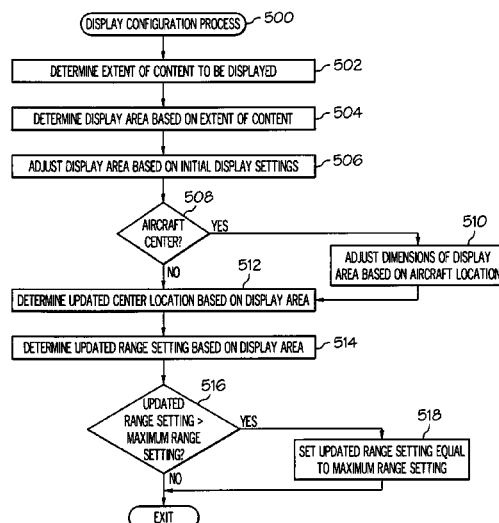 DISPLAY CONFIGURATION PROCESS
500
DETERMINE EXTENT OF CONTENT TO BE DISPLAYED
502
DETERMINE DISPLAY AREA BASED ON EXTENT OF CONTENT
504
ADJUST DISPLAY AREA BASED ON INITIAL DISPLAY SETTINGS
506
508
AIRCRAFT
CENTER?
YES
NO
510
ADJUST DIMENSIONS OF DISPLAY
AREA BASED ON AIRCRAFT LOCATION
512
DETERMINE UPDATED CENTER LOCATION BASED ON DISPLAY AREA
DETERMINE UPDATED RANGE SETTING BASED ON DISPLAY AREA
514
516
UPDATED
RANGE SETTING >
MAXIMUM RANGE
SETTING?
YES
NO
518
SET UPDATED RANGE SETTING EQUAL
TO MAXIMUM RANGE SETTING
EXIT